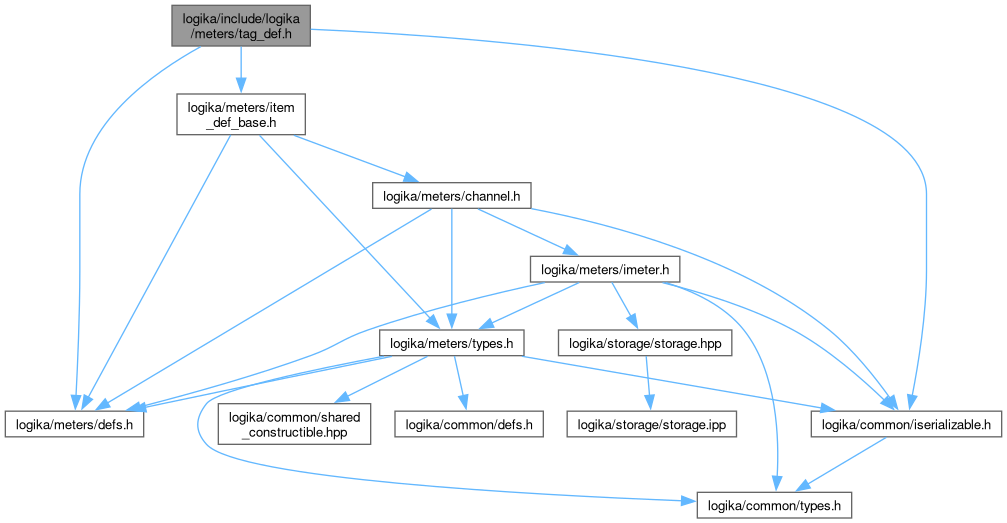 logika/include/logika
/meters/tag_def.h
logika/meters/item
_def_base.h
logika/meters/channel.h
logika/meters/imeter.h
logika/meters/types.h
logika/storage/storage.hpp
logika/meters/defs.h
logika/common/shared
_constructible.hpp
logika/common/defs.h
logika/storage/storage.ipp
logika/common/iserializable.h
logika/common/types.h